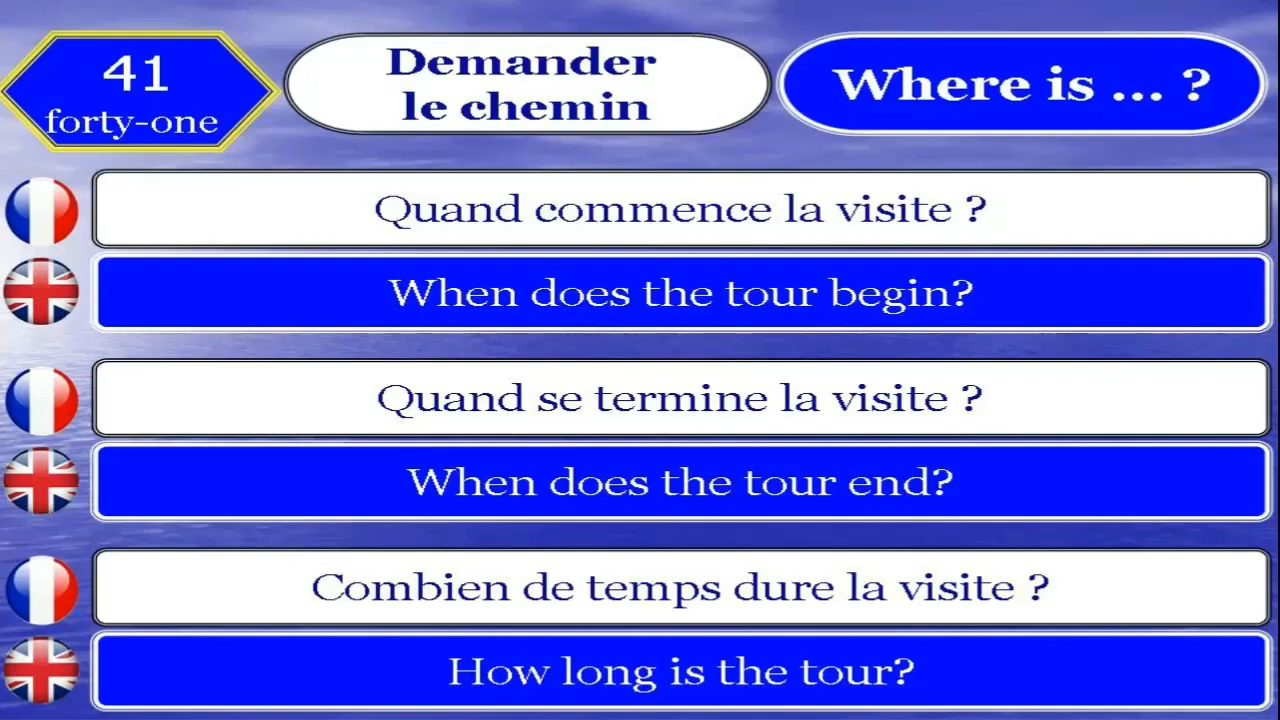 41
forty-one
Demander
le chemin
Where is ... ?
Quand commence la visite ?
When does the tour begin?
Quand se termine la visite ?
When does the tour end?
Combien de temps dure la visite ?
How long is the tour?